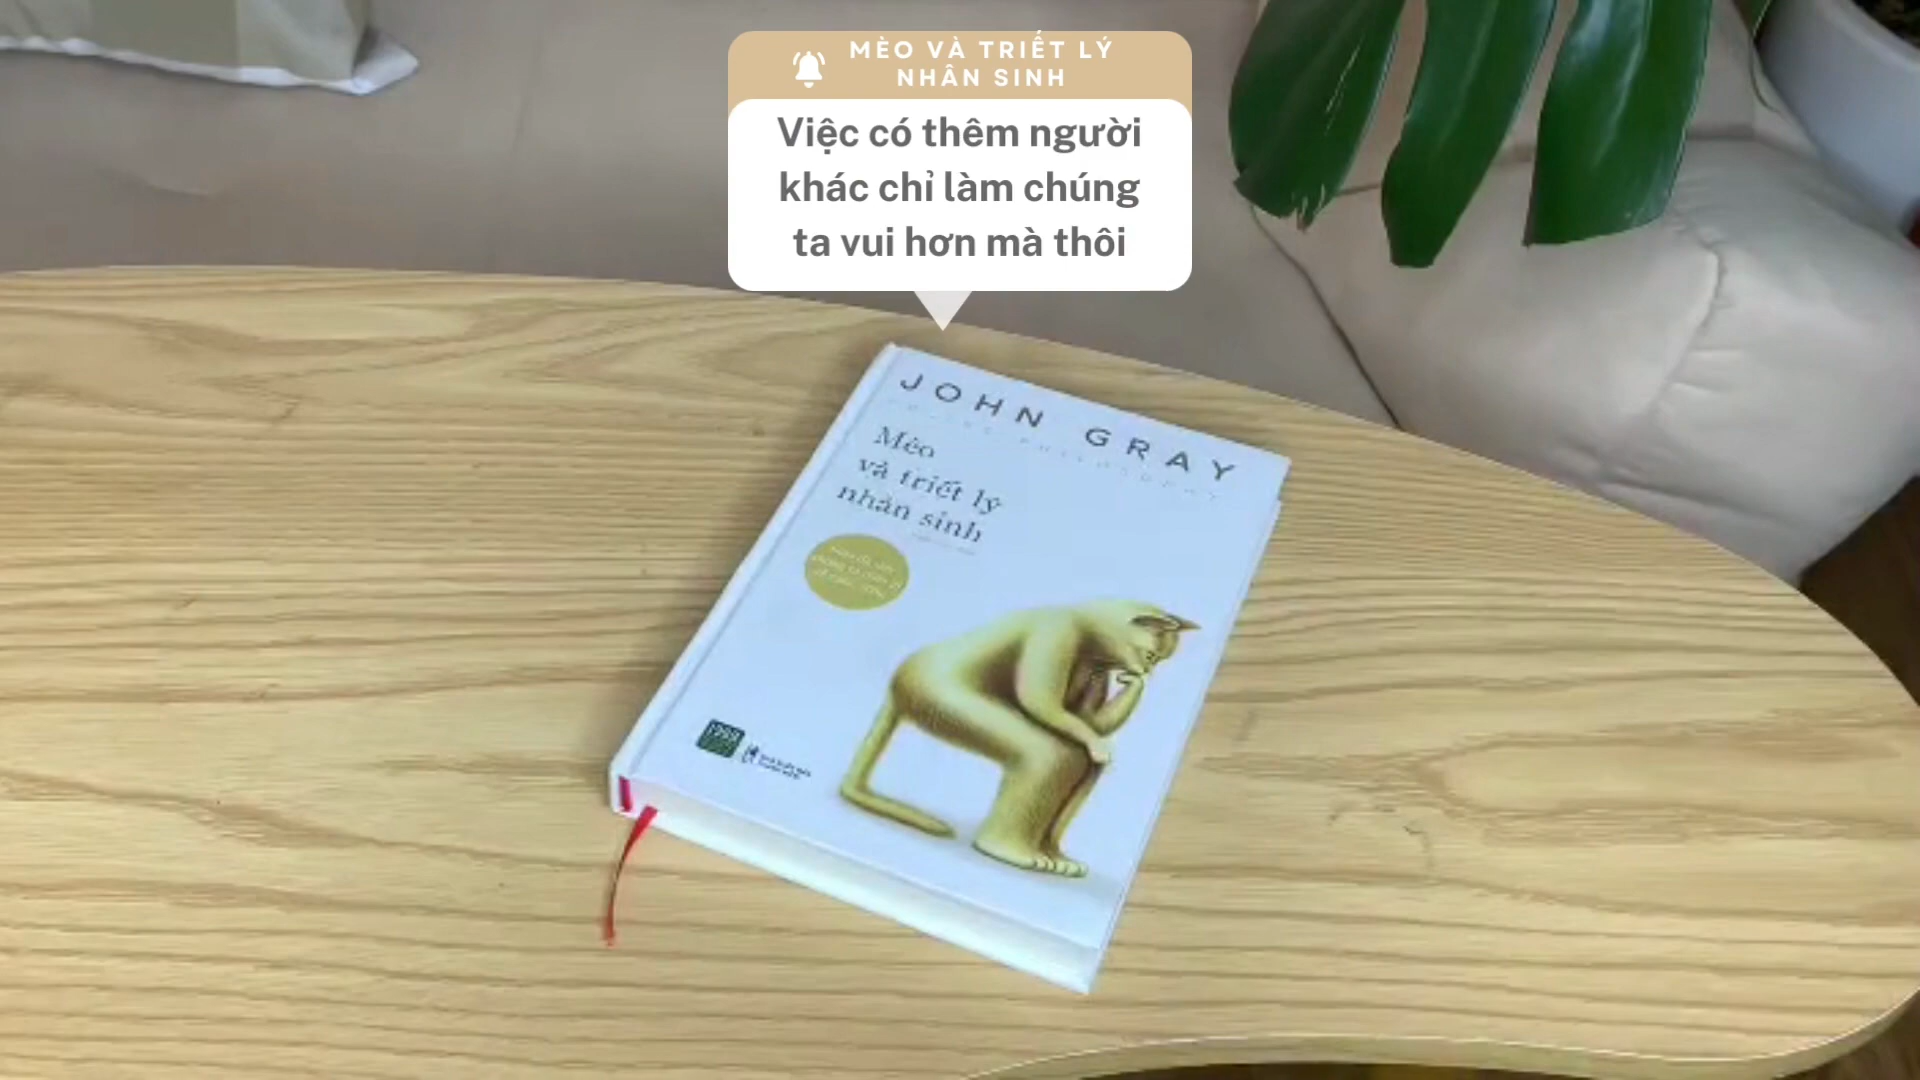 MÈO VÀ TRIẾT LÝ
NHÂN SINH
Việc có thêm người
khác chỉ làm chúng
ta vui hơn mà thôi
JOHN GRAY
Mèo
và triết lý
nhân sinh